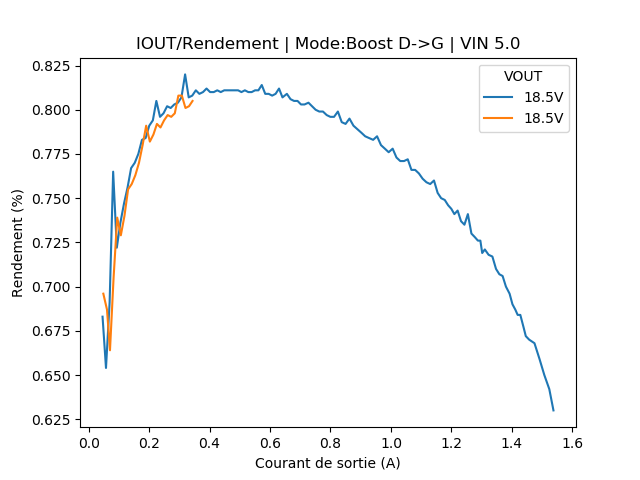 IOUT/Rendement | Mode:Boost D->G | VIN 5.0
VOUT
18.5V
18.5V
Rendement (%)
0.825
0.800
0.775
0.750
0.725
0.700
0.675
0.650
0.625
0.0 0.2 0.4 0.6 0.8 1.0 1.2 1.4 1.6
Courant de sortie (A)